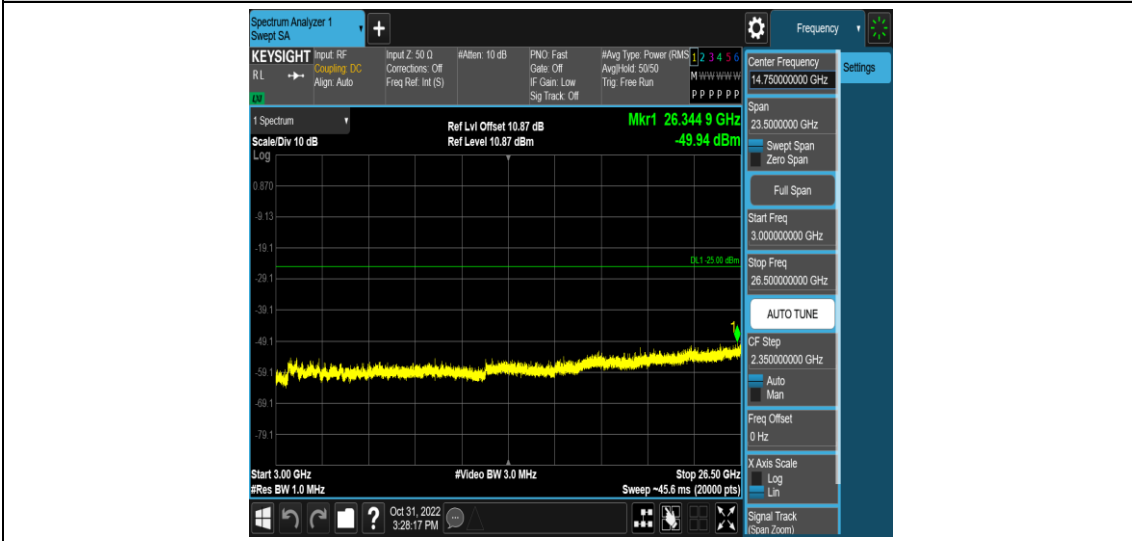 Spectrum Analyzer 1
Swept SA
+
Frequency
KEYSIGHT
RL
LXI
Input: RF
Coupling: DC
Align: Auto
Input Z: 50 Ω
Corrections: Off
Freq Ref: Int (S)
#Atten: 10 dB
PNO: Fast
Gate: Off
IF Gain: Low
Sig Track: Off
#Avg Type: Power (RMS
Avg|Hold: 50/50
Trig: Free Run
1 2 3 4 5 6
M W W W W W
P P P P P P
1 Spectrum
Scale/Div 10 dB
Log
Ref Lvl Offset 10.87 dB
Ref Level 10.87 dBm
Mkr1 26.344 9 GHz
-49.94 dBm
0.870
-9.13
-19.1
DL1 -25.00 dBm
-29.1
-39.1
1
-49.1
-59.1
-69.1
-79.1
Start 3.00 GHz
#Res BW 1.0 MHz
#Video BW 3.0 MHz
Stop 26.50 GHz
Sweep ~45.6 ms (20000 pts)
?
Oct 31, 2022
3:28:17 PM
Center Frequency
14.750000000 GHz
Settings
Span
23.5000000 GHz
Swept Span
Zero Span
Full Span
Start Freq
3.000000000 GHz
Stop Freq
26.500000000 GHz
AUTO TUNE
CF Step
2.350000000 GHz
Auto
Man
Freq Offset
0 Hz
X Axis Scale
Log
Lin
Signal Track
(Span Zoom)